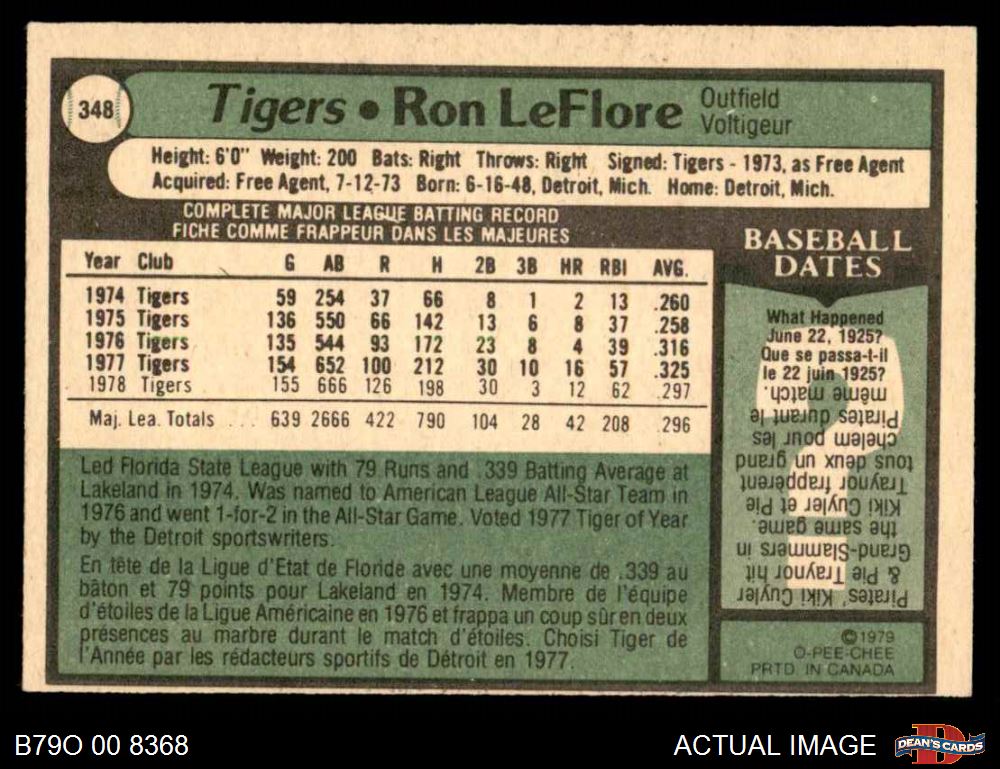 348
Tigers • Ron LeFlore
Outfield
Voltigeur
Height: 6'0" Weight: 200 Bats: Right Throws: Right Signed: Tigers - 1973, as Free Agent
Acquired: Free Agent, 7-12-73 Born: 6-16-48, Detroit, Mich. Home: Detroit, Mich.
COMPLETE MAJOR LEAGUE BATTING RECORD
FICHE COMME FRAPPEUR DANS LES MAJEURES
Year Club G AB R H 2B 3B HR RBI AVG.
1974 Tigers 59 254 37 66 8 1 2 13 .260
1975 Tigers 136 550 66 142 13 6 8 37 .258
1976 Tigers 135 544 93 172 23 8 4 39 .316
1977 Tigers 154 652 100 212 30 10 16 57 .325
1978 Tigers 155 666 126 198 30 3 12 62 .297
Maj. Lea. Totals ... 639 2666 422 790 104 28 42 208 .296
Led Florida State League with 79 Runs and .339 Batting Average at
Lakeland in 1974. Was named to American League All-Star Team in
1976 and went 1-for-2 in the All-Star Game. Voted 1977 Tiger of Year
by the Detroit sportswriters.
En tête de la Ligue d'Etat de Floride avec une moyenne de .339 au
bâton et 79 points pour Lakeland en 1974. Membre de l'équipe
d'étoiles de la Ligue Américaine en 1976 et frappa un coup sûr en deux
présences au marbre durant le match d'étoiles. Choisi Tiger de
l'Année par les rédacteurs sportifs de Détroit en 1977.
BASEBALL
DATES
What Happened
June 22, 1925?
Que se passa-t-il
le 22 juin 1925?
Pirates' Kiki Cuyler
& Pie Traynor hit
Grand-Slammers in
the same game.
Kiki Cuyler et Pie
Traynor frappèrent
tous deux un grand
chelem pour les
Pirates durant le
même match.
©1979
O-PEE-CHEE
PRTD IN CANADA
B79O 00 8368
ACTUAL IMAGE
D
DEAN'S CARDS